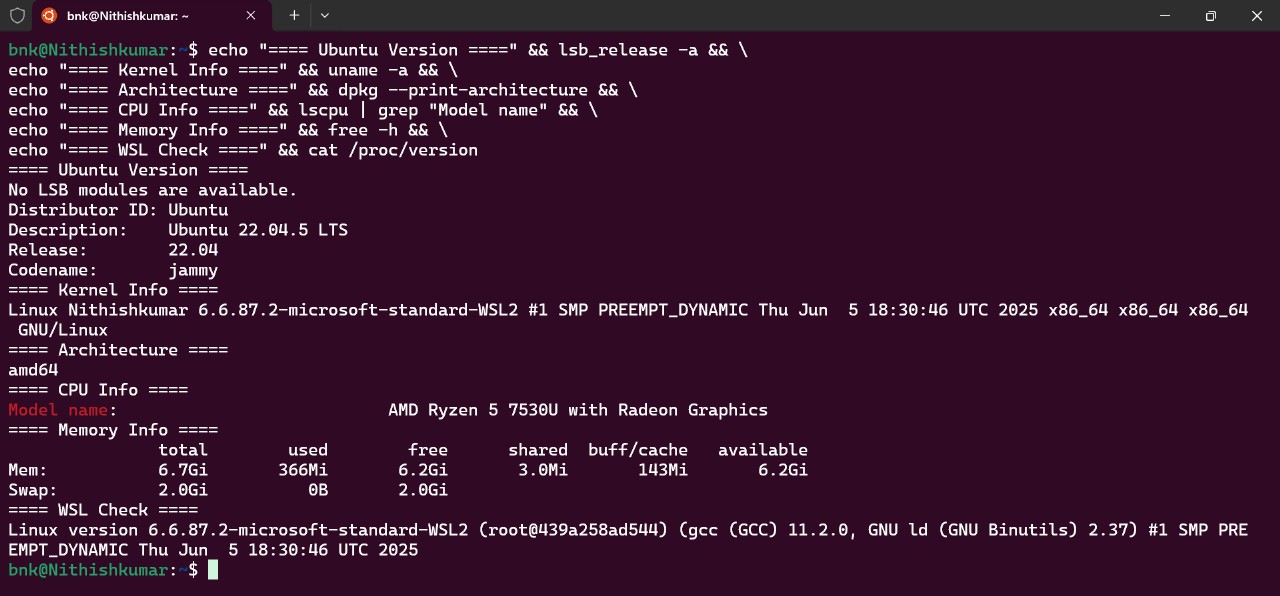 bnk@Nithishkumar: ~
bnk@Nithishkumar:~$ echo "==== Ubuntu Version ====" && lsb_release -a && \
echo "==== Kernel Info ====" && uname -a && \
echo "==== Architecture ====" && dpkg --print-architecture && \
echo "==== CPU Info ====" && lscpu | grep "Model name" && \
echo "==== Memory Info ====" && free -h && \
echo "==== WSL Check ====" && cat /proc/version
==== Ubuntu Version ====
No LSB modules are available.
Distributor ID: Ubuntu
Description:    Ubuntu 22.04.5 LTS
Release:        22.04
Codename:       jammy
==== Kernel Info ====
Linux Nithishkumar 6.6.87.2-microsoft-standard-WSL2 #1 SMP PREEMPT_DYNAMIC Thu Jun  5 18:30:46 UTC 2025 x86_64 x86_64 x86_64
 GNU/Linux
==== Architecture ====
amd64
==== CPU Info ====
Model name:                           AMD Ryzen 5 7530U with Radeon Graphics
==== Memory Info ====
               total        used        free      shared  buff/cache   available
Mem:           6.7Gi       366Mi       6.2Gi       3.0Mi       143Mi       6.2Gi
Swap:          2.0Gi          0B       2.0Gi
==== WSL Check ====
Linux version 6.6.87.2-microsoft-standard-WSL2 (root@439a258ad544) (gcc (GCC) 11.2.0, GNU ld (GNU Binutils) 2.37) #1 SMP PRE
EMPT_DYNAMIC Thu Jun  5 18:30:46 UTC 2025
bnk@Nithishkumar:~$